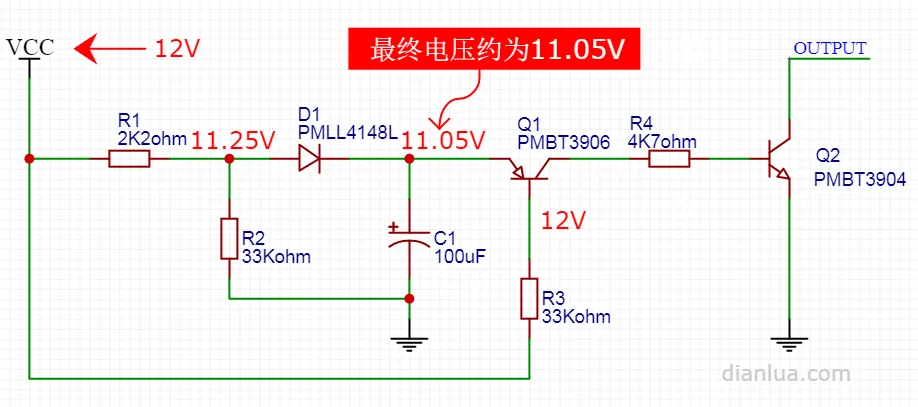 VCC
12V
最终电压约为11.05V
OUTPUT
R1
2K2ohm
11.25V
D1
PMLL4148L
11.05V
Q1
PMBT3906
R4
4K7ohm
Q2
PMBT3904
12V
R2
33Kohm
+
C1
100uF
R3
33Kohm
dianlua.com